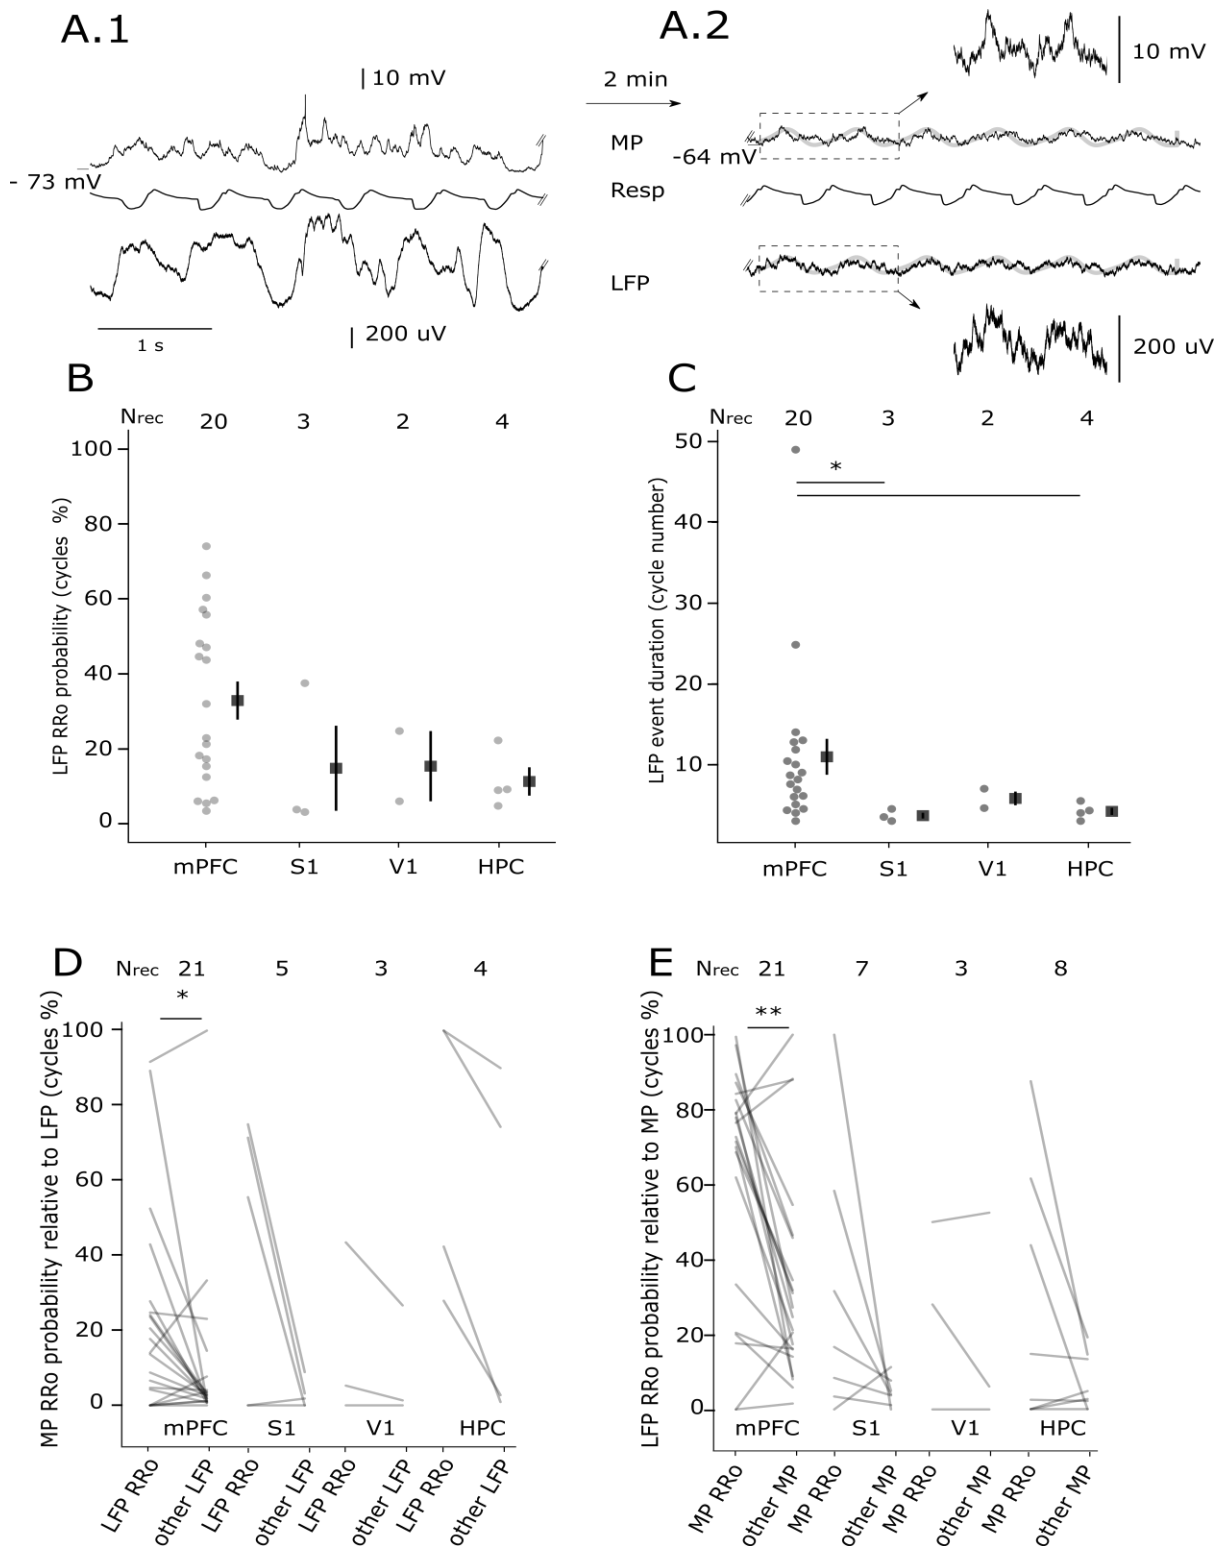 A.1
A.2
10 mV
10 mV
2 min
MP
-64 mV
- 73 mV
Resp
LFP
1 s
200 uV
200 uV
B
Nrec 20 3 2 4
LFP RRo probability (cycles %)
100
80
60
40
20
0
mPFC S1 V1 HPC
C
Nrec 20 3 2 4
LFP event duration (cycle number)
50
*
40
30
20
10
mPFC S1 V1 HPC
D
Nrec 21 5 3 4
*
MP RRo probability relative to LFP (cycles %)
100
80
60
40
20
0
mPFC S1 V1 HPC
LFP RRo other LFP LFP RRo other LFP LFP RRo other LFP LFP RRo other LFP
E
Nrec 21 7 3 8
**
LFP RRo probability relative to MP (cycles %)
100
80
60
40
20
0
mPFC S1 V1 HPC
MP RRo other MP MP RRo other MP MP RRo other MP MP RRo other MP